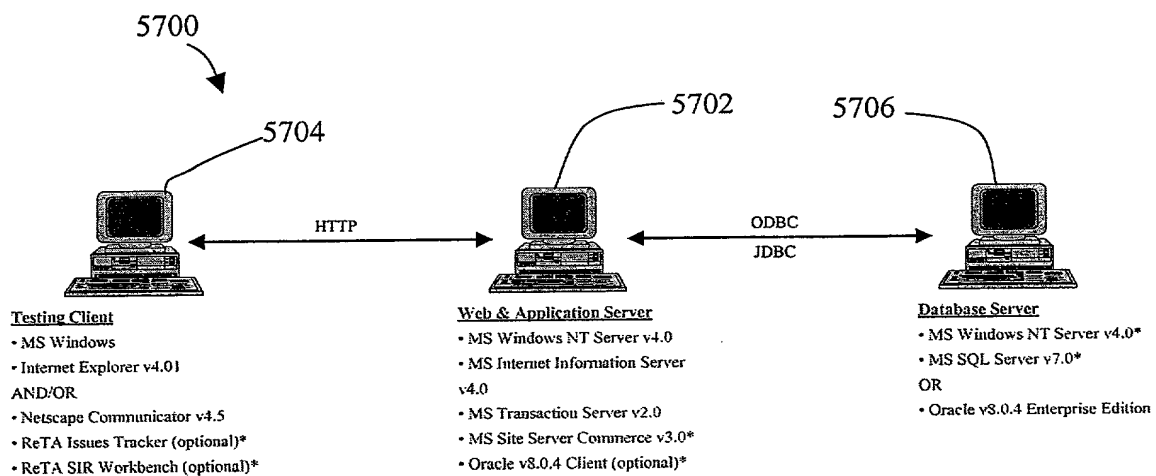 5700
5704
5702
5706
HTTP
ODBC
JDBC
Testing Client
• MS Windows
• Internet Explorer v4.01
AND/OR
• Netscape Communicator v4.5
• ReTA Issues Tracker (optional)*
• ReTA SIR Workbench (optional)*
Web & Application Server
• MS Windows NT Server v4.0
• MS Internet Information Server
v4.0
• MS Transaction Server v2.0
• MS Site Server Commerce v3.0*
• Oracle v8.0.4 Client (optional)*
Database Server
• MS Windows NT Server v4.0*
• MS SQL Server v7.0*
OR
• Oracle v8.0.4 Enterprise Edition